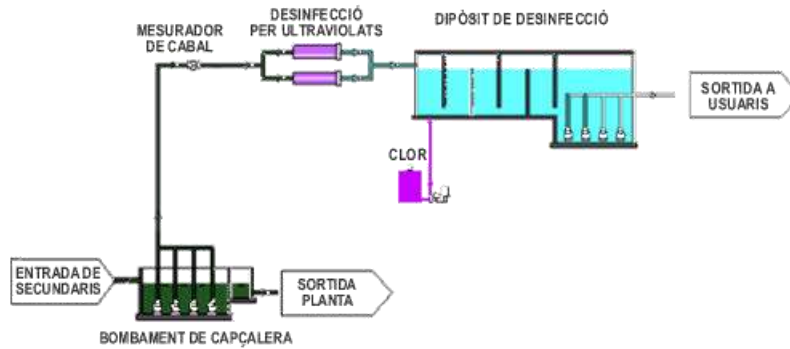 DESINFECCIÓ
PER ULTRAVIOLATS
DIPÒSIT DE DESINFECCIÓ
MESURADOR
DE CABAL
SORTIDA A
USUARIS
CLOR
ENTRADA DE
SECUNDARIS
SORTIDA
PLANTA
BOMBAMENT DE CAPÇALERA